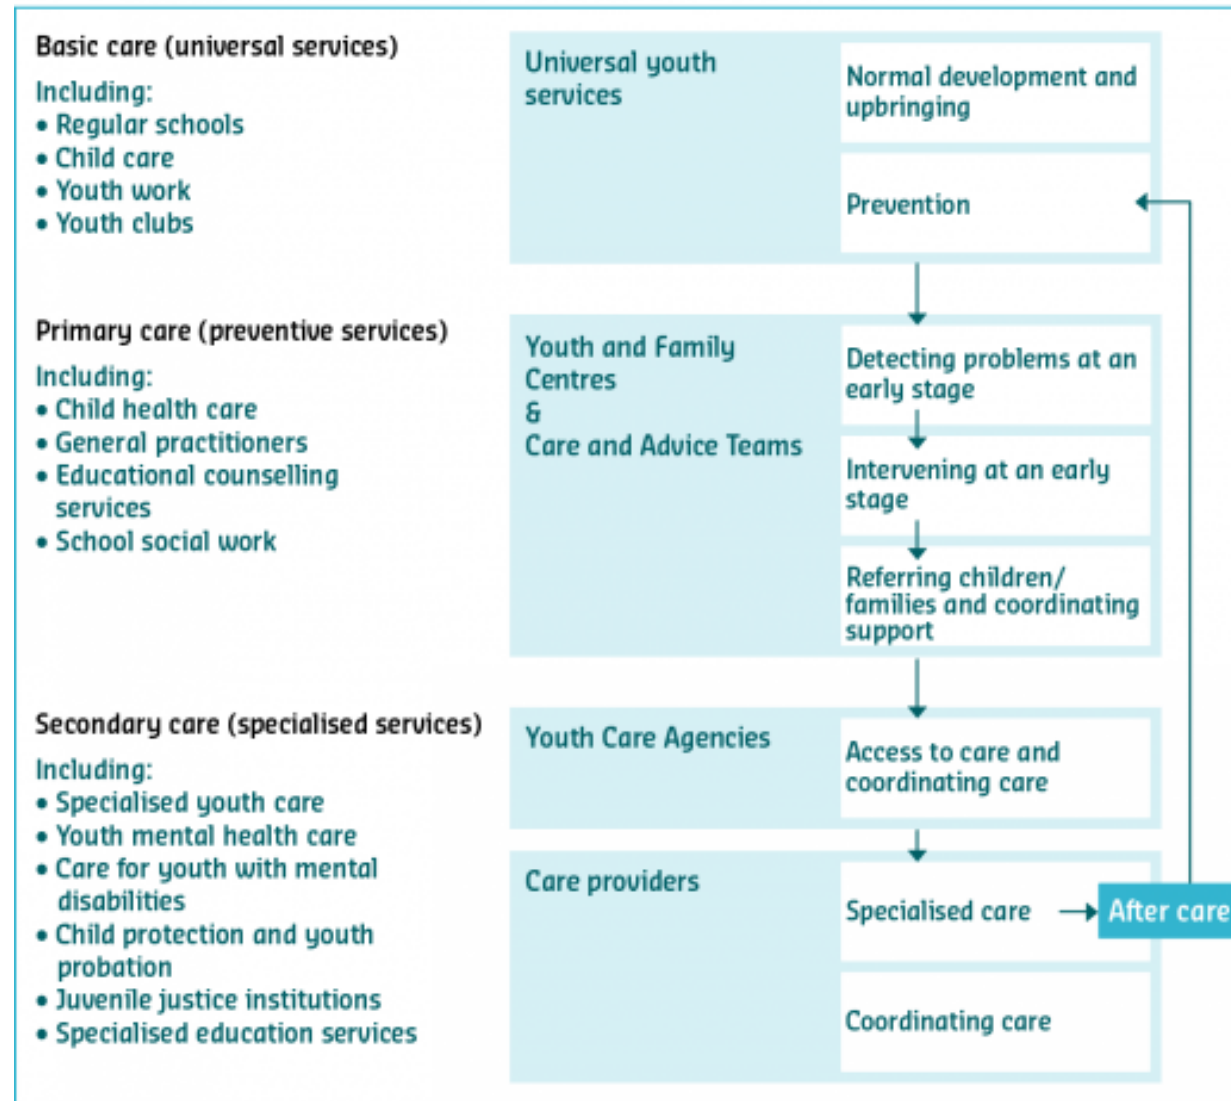 Basic care (universal services)
Including:
• Regular schools
• Child care
• Youth work
• Youth clubs
Universal youth
services
Normal development and
upbringing
Prevention
Primary care (preventive services)
Including:
• Child health care
• General practitioners
• Educational counselling
services
• School social work
Youth and Family
Centres
&
Care and Advice Teams
Detecting problems at an
early stage
Intervening at an early
stage
Referring children/
families and coordinating
support
Secondary care (specialised services)
Including:
• Specialised youth care
• Youth mental health care
• Care for youth with mental
disabilities
• Child protection and youth
probation
• Juvenile justice institutions
• Specialised education services
Youth Care Agencies
Access to care and
coordinating care
Care providers
Specialised care
After care
Coordinating care